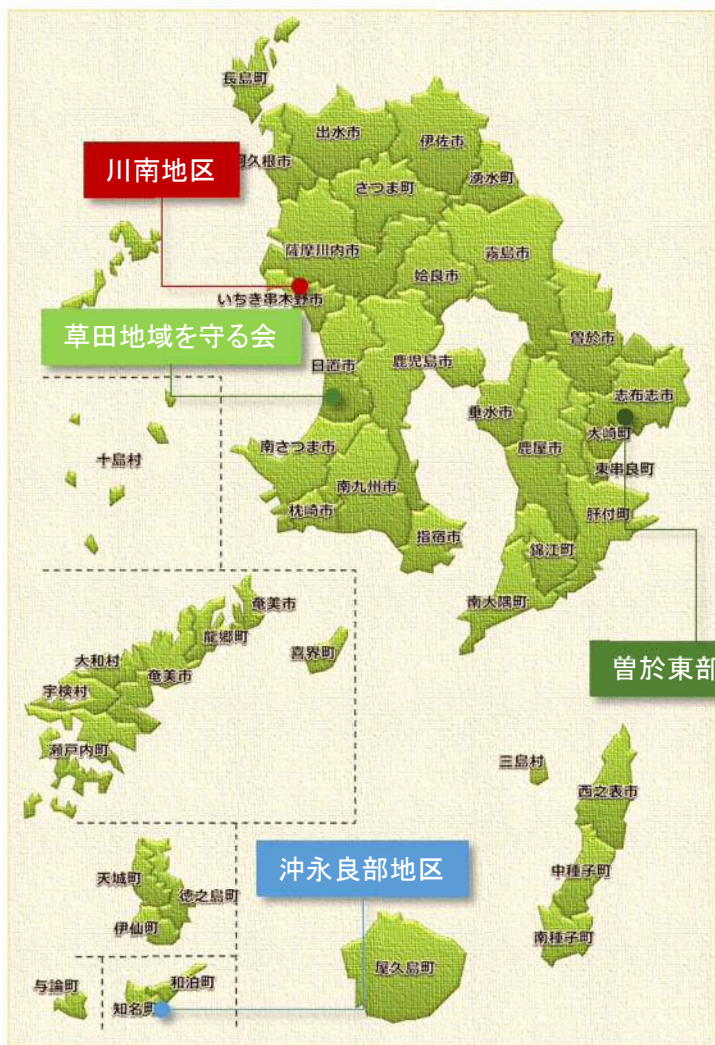 長島町
出水市
伊佐市
阿久根市
川南地区
さつま町
湧水町
薩摩川内市
霧島市
姶良市
いちき串木野市
草田地域を守る会
日置市
鹿児島市
曽於市
志布志市
垂水市
大崎町
鹿屋市
南さつま市
十島村
東串良町
南九州市
枕崎市
肝付町
指宿市
錦江町
南大隅町
奄美市
龍郷町
喜界町
大和村
奄美市
宇検村
曽於東部
瀬戸内町
三島村
西之表市
沖永良部地区
中種子町
天城町
徳之島町
伊仙町
南種子町
屋久島町
和泊町
与論町
知名町